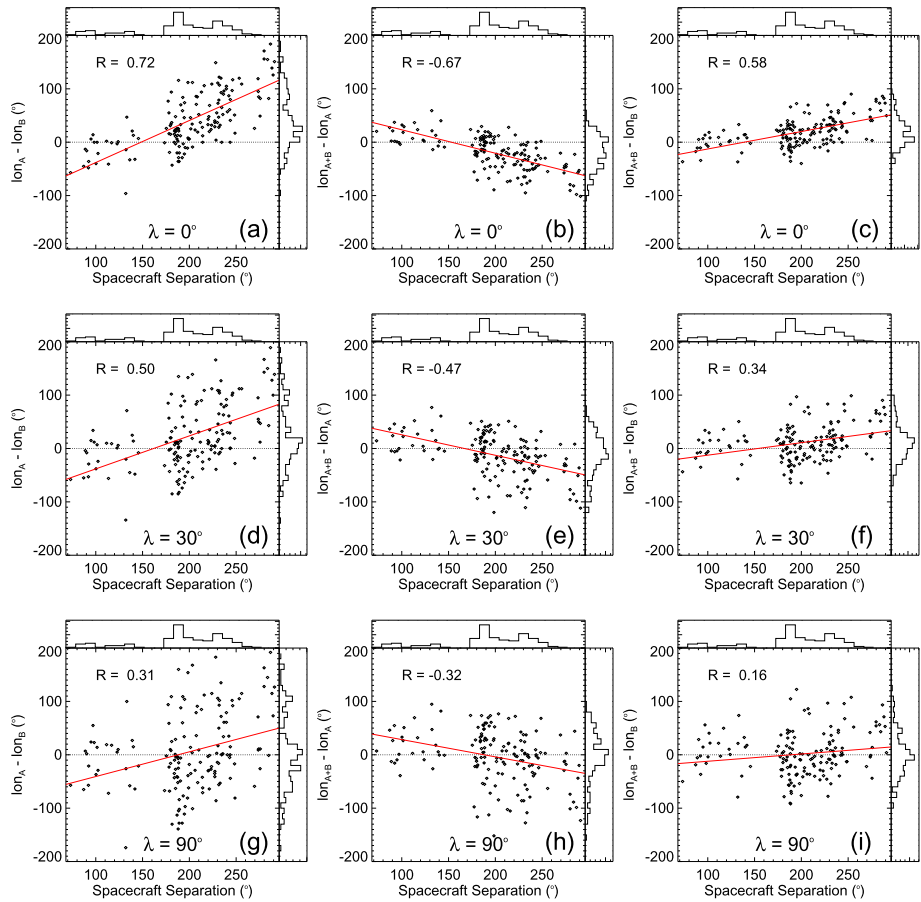 200
100
0
-100
-200
lon_A - lon_B (°)
R = 0.72
λ = 0° (a)
100 150 200 250
Spacecraft Separation (°)
200
100
0
-100
-200
lon_A+B - lon_A (°)
R = -0.67
λ = 0° (b)
100 150 200 250
Spacecraft Separation (°)
200
100
0
-100
-200
lon_A+B - lon_B (°)
R = 0.58
λ = 0° (c)
100 150 200 250
Spacecraft Separation (°)
200
100
0
-100
-200
lon_A - lon_B (°)
R = 0.50
λ = 30° (d)
100 150 200 250
Spacecraft Separation (°)
200
100
0
-100
-200
lon_A+B - lon_A (°)
R = -0.47
λ = 30° (e)
100 150 200 250
Spacecraft Separation (°)
200
100
0
-100
-200
lon_A+B - lon_B (°)
R = 0.34
λ = 30° (f)
100 150 200 250
Spacecraft Separation (°)
200
100
0
-100
-200
lon_A - lon_B (°)
R = 0.31
λ = 90° (g)
100 150 200 250
Spacecraft Separation (°)
200
100
0
-100
-200
lon_A+B - lon_A (°)
R = -0.32
λ = 90° (h)
100 150 200 250
Spacecraft Separation (°)
200
100
0
-100
-200
lon_A+B - lon_B (°)
R = 0.16
λ = 90° (i)
100 150 200 250
Spacecraft Separation (°)